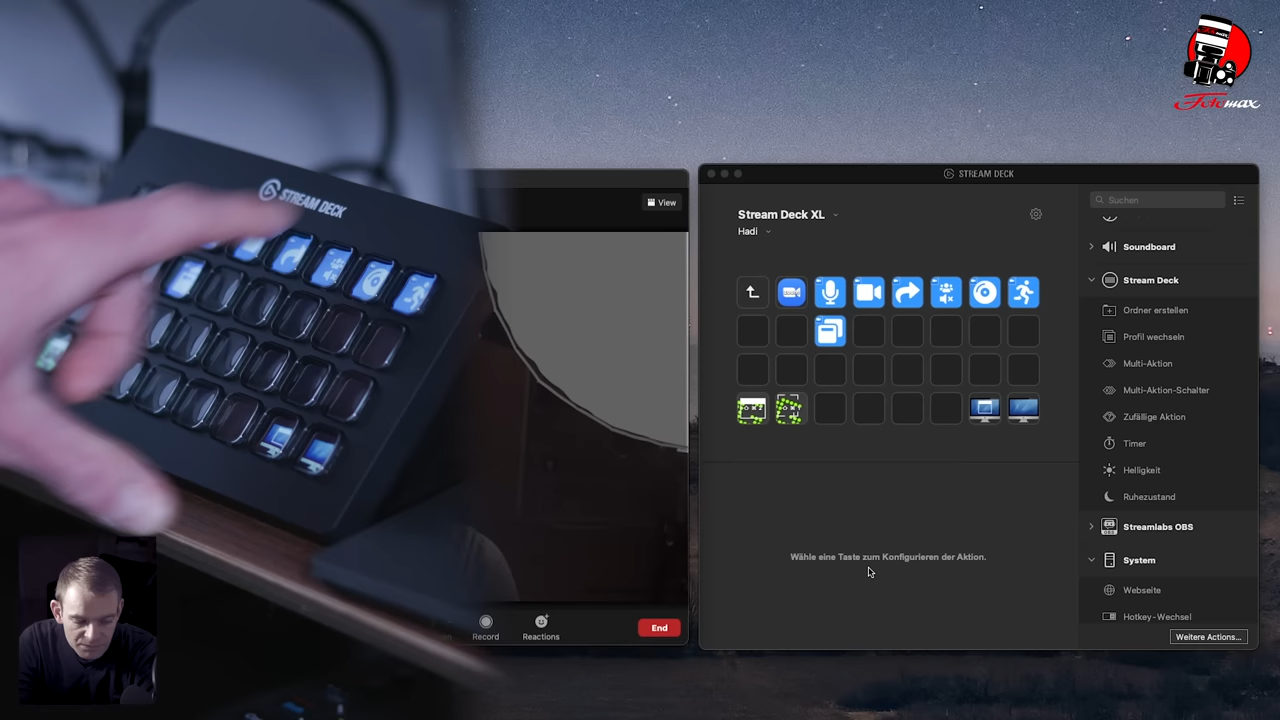 Fotomax
STREAM DECK
STREAM DECK
View
Suchen
Stream Deck XL
Hadi
Soundboard
Stream Deck
Ordner erstellen
Profil wechseln
Multi-Aktion
Multi-Aktion-Schalter
Zufällige Aktion
Timer
Helligkeit
Ruhezustand
Streamlabs OBS
Wähle eine Taste zum Konfigurieren der Aktion.
System
Webseite
Hotkey-Wechsel
Record
Reactions
End
Weitere Actions...